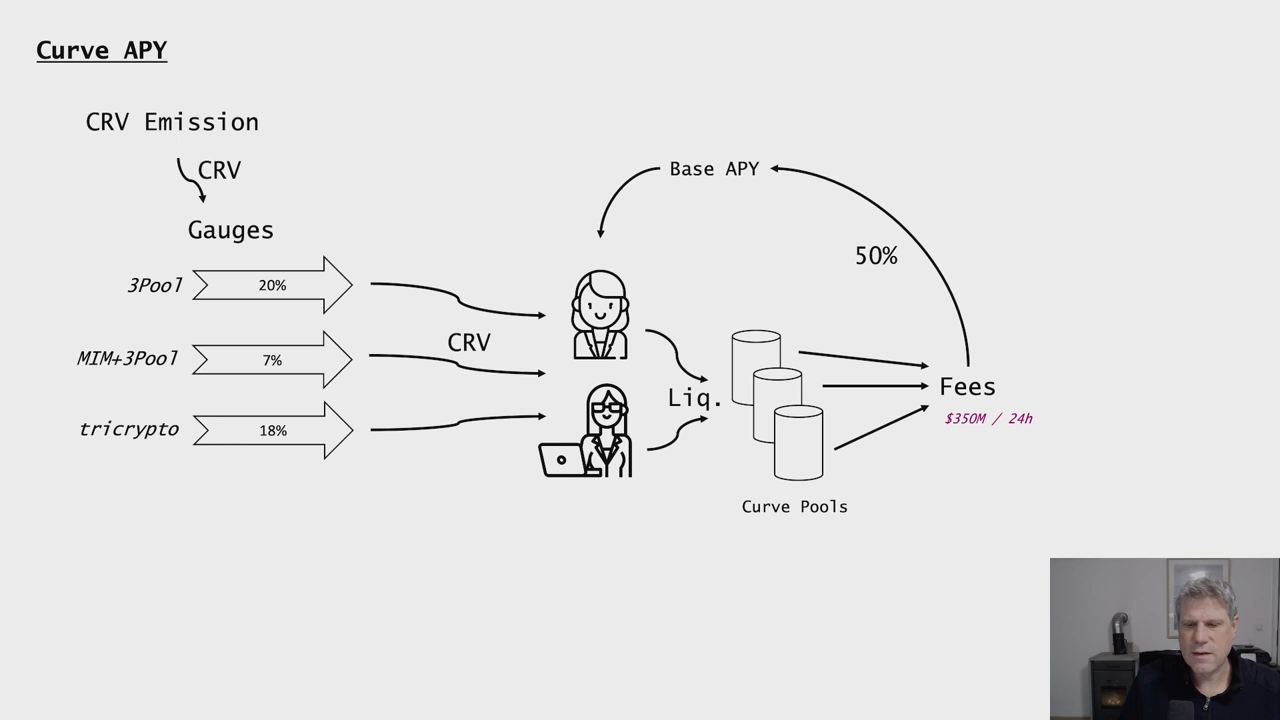 Curve APY
CRV Emission
CRV
Base APY
Gauges
50%
3Pool
20%
CRV
MIM+3Pool
7%
Liq.
Fees
$350M / 24h
tricrypto
18%
Curve Pools